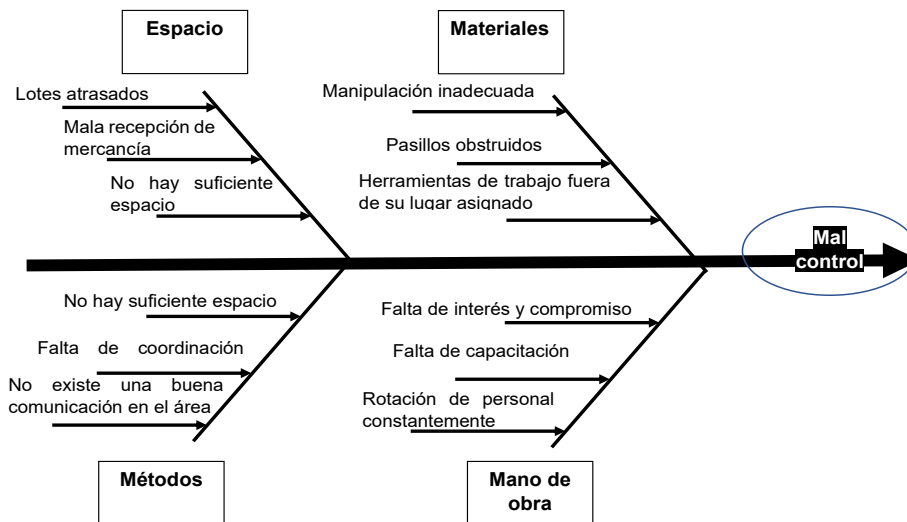 Espacio
Materiales
Lotes atrasados
Mala recepción de
mercancía
No hay suficiente
espacio
Manipulación inadecuada
Pasillos obstruidos
Herramientas de trabajo fuera
de su lugar asignado
Mal
control
No hay suficiente espacio
Falta de coordinación
No existe una buena
comunicación en el área
Falta de interés y compromiso
Falta de capacitación
Rotación de personal
constantemente
Métodos
Mano de
obra